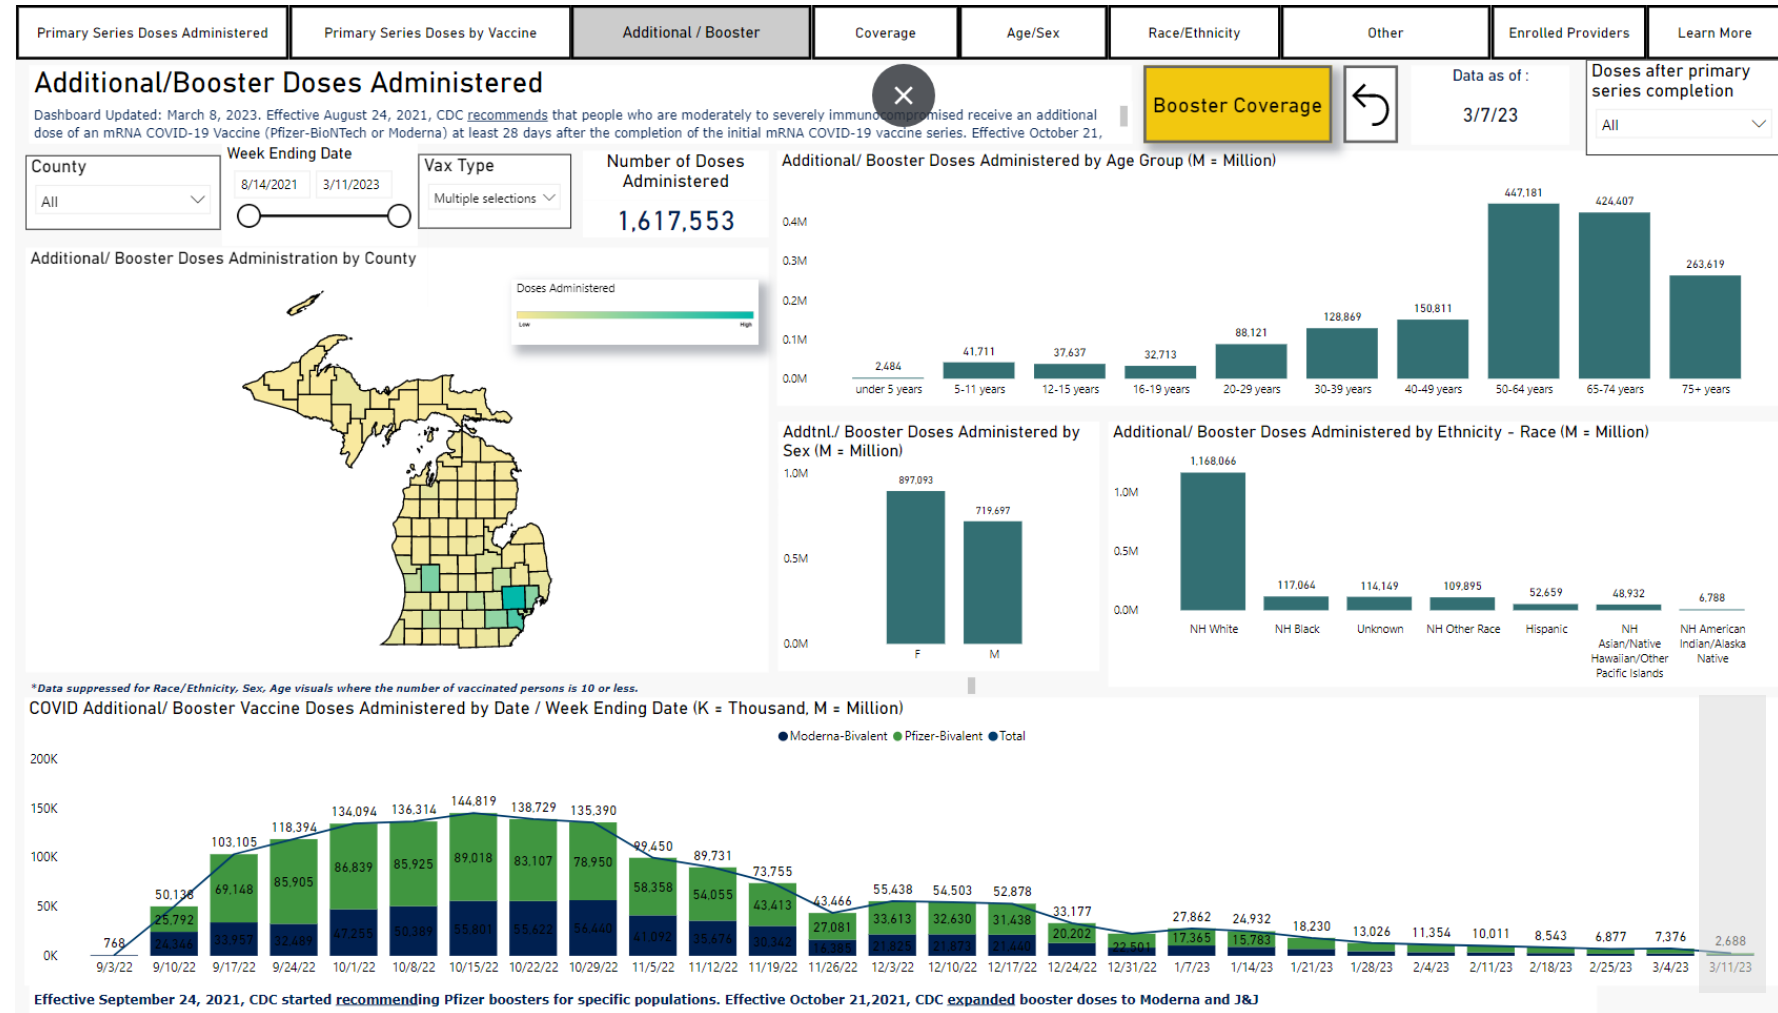 Primary Series Doses Administered
Primary Series Doses by Vaccine
Additional / Booster
Coverage
Age/Sex
Race/Ethnicity
Other
Enrolled Providers
Learn More
Additional/Booster Doses Administered
Dashboard Updated: March 8, 2023. Effective August 24, 2021, CDC recommends that people who are moderately to severely immunocompromised receive an additional
dose of an mRNA COVID-19 Vaccine (Pfizer-BioNTech or Moderna) at least 28 days after the completion of the initial mRNA COVID-19 vaccine series. Effective October 21,
Booster Coverage
Data as of :
3/7/23
Doses after primary
series completion
All
County
All
Week Ending Date
8/14/2021 3/11/2023
Vax Type
Multiple selections
Number of Doses
Administered
1,617,553
Additional/ Booster Doses Administration by County
Doses Administered
Low High
Additional/ Booster Doses Administered by Age Group (M = Million)
0.4M
0.3M
0.2M
0.1M
0.0M
2,484 41,711 37,637 32,713 88,121 128,869 150,811 447,181 424,407 263,619
under 5 years 5-11 years 12-15 years 16-19 years 20-29 years 30-39 years 40-49 years 50-64 years 65-74 years 75+ years
Addtnl./ Booster Doses Administered by
Sex (M = Million)
1.0M
0.5M
0.0M
897,093 719,697
F M
Additional/ Booster Doses Administered by Ethnicity - Race (M = Million)
1.0M
0.5M
0.0M
1,168,066 117,064 114,149 109,895 52,659 48,932 6,788
NH White
NH Black
Unknown
NH Other Race
Hispanic
NH
Asian/Native
Hawaiian/Other
Pacific Islands
NH American
Indian/Alaska
Native
*Data suppressed for Race/Ethnicity, Sex, Age visuals where the number of vaccinated persons is 10 or less.
COVID Additional/ Booster Vaccine Doses Administered by Date / Week Ending Date (K = Thousand, M = Million)
Moderna-Bivalent Pfizer-Bivalent Total
200K
150K
100K
50K
0K
768 50,138 103,105 118,394 134,094 136,314 144,819 138,729 135,390 99,450 89,731 73,755 43,466 55,438 54,503 52,878 33,177 27,862 24,932 18,230 13,026 11,354 10,011 8,543 6,877 7,376 2,688
25,792 69,148 85,905 86,839 85,925 89,018 83,107 78,950 58,358 54,055 43,413 27,081 33,613 32,630 31,438 20,202 17,365 15,783
24,346 33,957 32,489 47,255 50,389 55,801 55,622 56,440 41,092 35,676 30,342 16,385 21,825 21,873 21,440 22,501
9/3/22 9/10/22 9/17/22 9/24/22 10/1/22 10/8/22 10/15/22 10/22/22 10/29/22 11/5/22 11/12/22 11/19/22 11/26/22 12/3/22 12/10/22 12/17/22 12/24/22 12/31/22 1/7/23 1/14/23 1/21/23 1/28/23 2/4/23 2/11/23 2/18/23 2/25/23 3/4/23 3/11/23
Effective September 24, 2021, CDC started recommending Pfizer boosters for specific populations. Effective October 21,2021, CDC expanded booster doses to Moderna and J&J